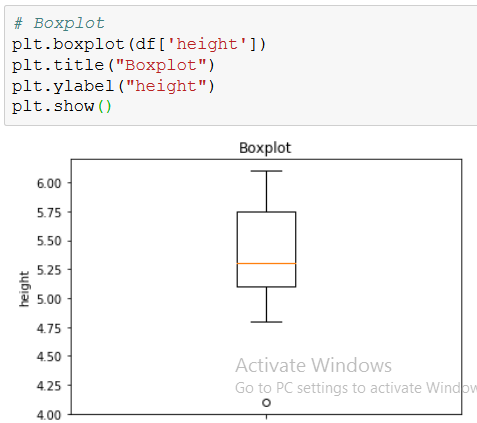 # Boxplot
plt.boxplot(df['height'])
plt.title("Boxplot")
plt.ylabel("height")
plt.show()
Boxplot
6.00
5.75
5.50
5.25
5.00
4.75
4.50
4.25
4.00
height
Activate Windows
Go to PC settings to activate Window